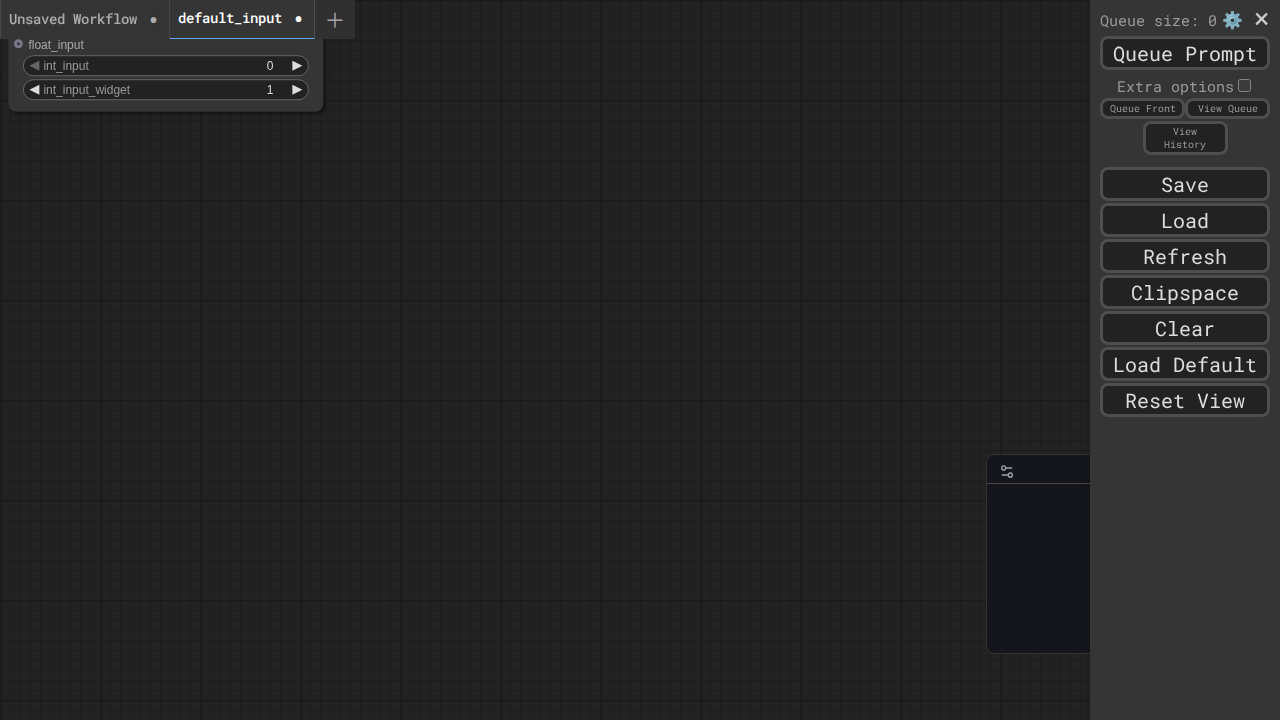 Unsaved Workflow •
default_input •
+
float_input
int_input 0
int_input_widget 1
Queue size: 0
Queue Prompt
Extra options
Queue Front
View Queue
View
History
Save
Load
Refresh
Clipspace
Clear
Load Default
Reset View